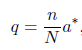 q = \frac{n}{N} a^*,